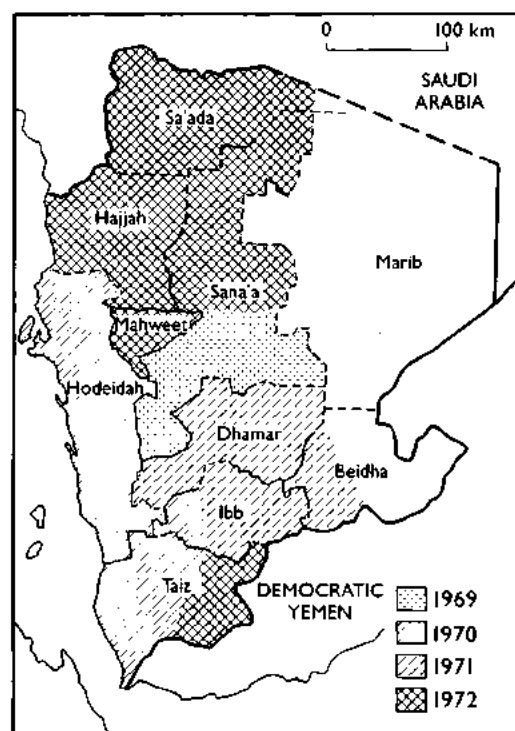 0 100 km
SAUDI
ARABIA
Sa'ada
Hajjah
Marib
Sana'a
Mahweet
Hodeidah
Dhamar
Beidha
Ibb
Taiz
DEMOCRATIC
YEMEN
1969
1970
1971
1972